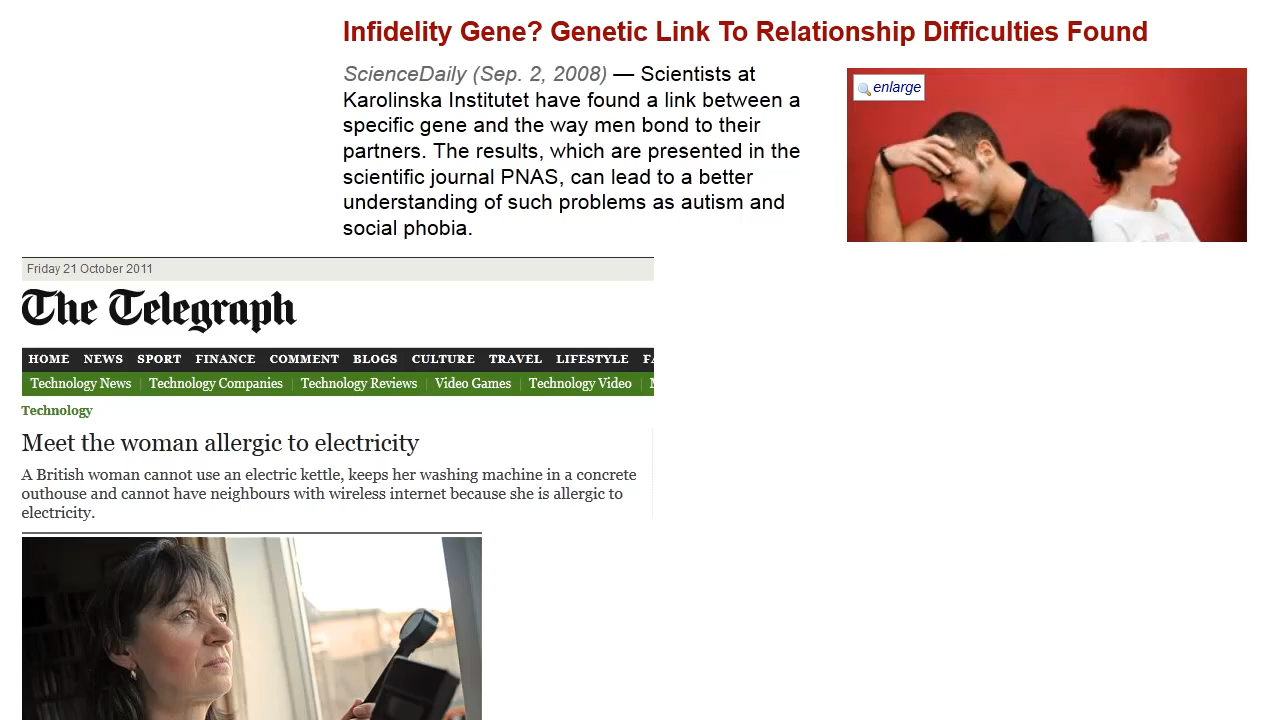 Infidelity Gene? Genetic Link To Relationship Difficulties Found
ScienceDaily (Sep. 2, 2008) — Scientists at
Karolinska Institutet have found a link between a
specific gene and the way men bond to their
partners. The results, which are presented in the
scientific journal PNAS, can lead to a better
understanding of such problems as autism and
social phobia.
enlarge
Friday 21 October 2011
The Telegraph
HOME NEWS SPORT FINANCE COMMENT BLOGS CULTURE TRAVEL LIFESTYLE
Technology News Technology Companies Technology Reviews Video Games Technology Video
Technology
Meet the woman allergic to electricity
A British woman cannot use an electric kettle, keeps her washing machine in a concrete
outhouse and cannot have neighbours with wireless internet because she is allergic to
electricity.